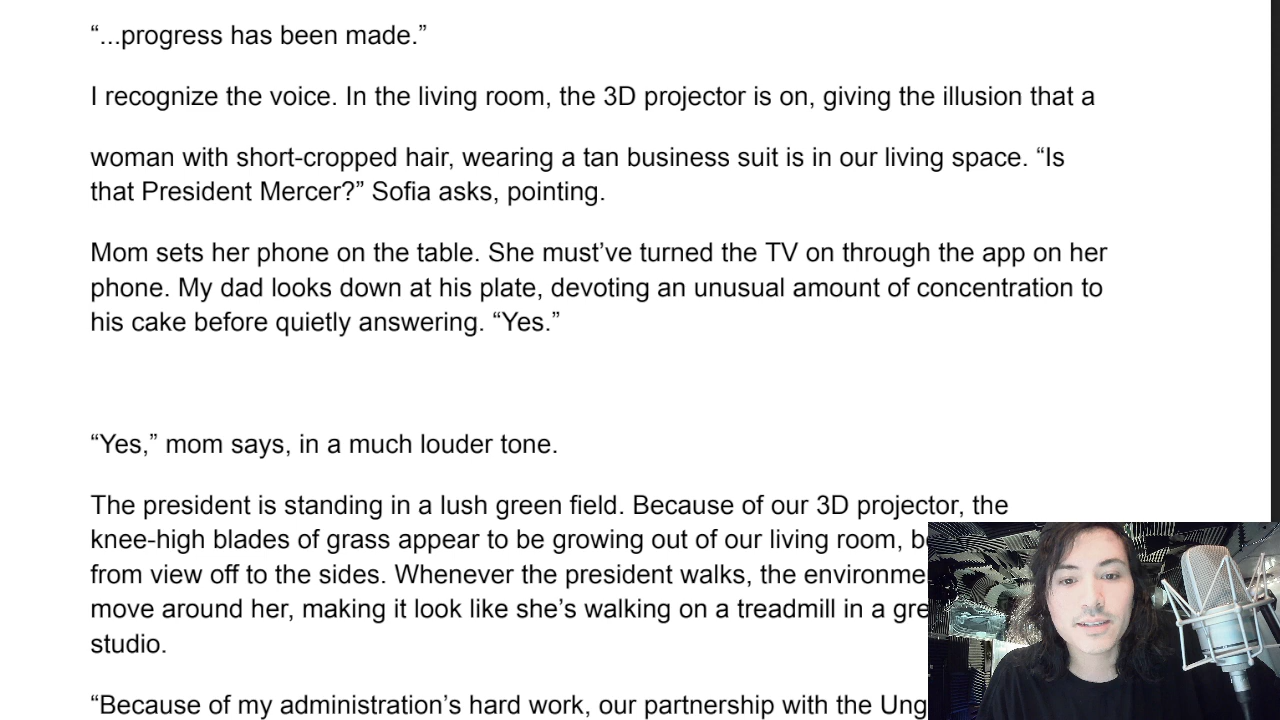 “...progress has been made.”
I recognize the voice. In the living room, the 3D projector is on, giving the illusion that a
woman with short-cropped hair, wearing a tan business suit is in our living space. “Is
that President Mercer?” Sofia asks, pointing.
Mom sets her phone on the table. She must’ve turned the TV on through the app on her
phone. My dad looks down at his plate, devoting an unusual amount of concentration to
his cake before quietly answering. “Yes.”
“Yes,” mom says, in a much louder tone.
The president is standing in a lush green field. Because of our 3D projector, the
knee-high blades of grass appear to be growing out of our living room,
from view off to the sides. Whenever the president walks, the
move around her, making it look like she’s walking on a treadmill in a
studio.
“Because of my administration’s hard work, our partnership with the